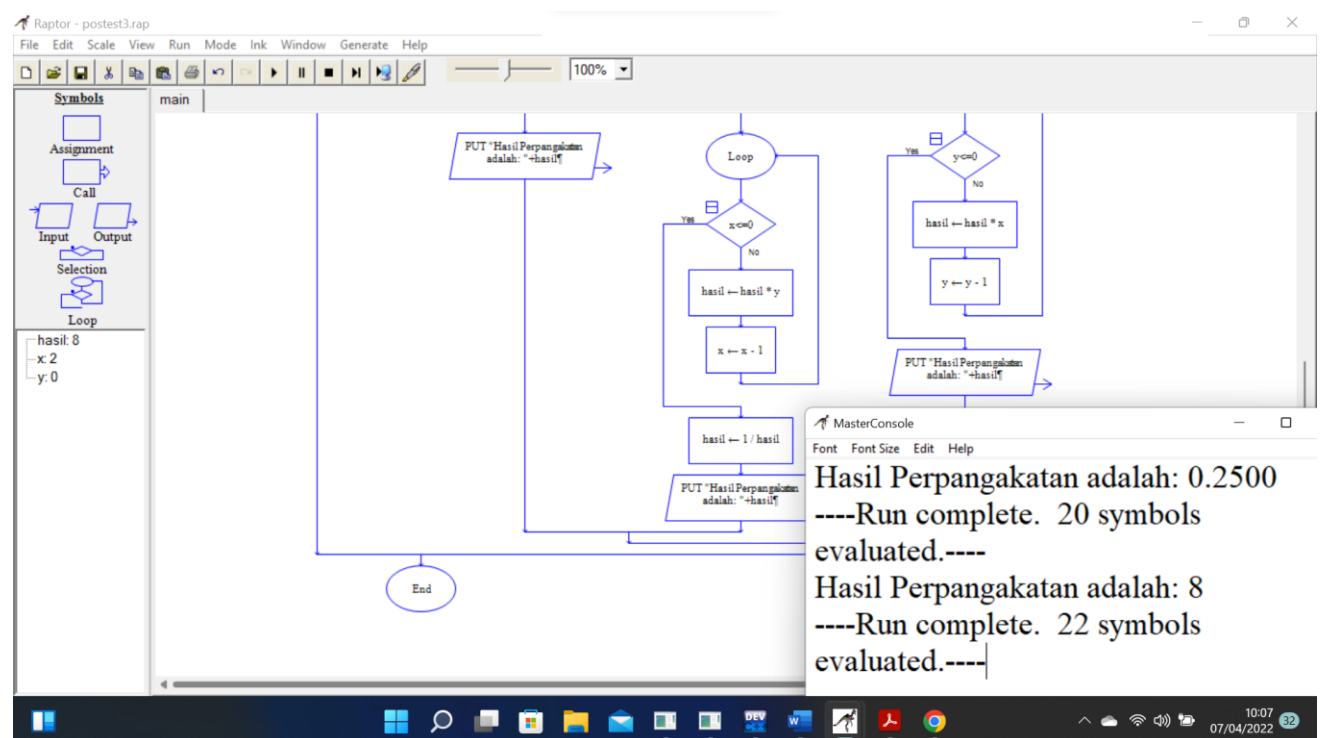 Raptor - postest3.rap
File Edit Scale View Run Mode Ink Window Generate Help
100%
Symbols
Assignment
Call
Input Output
Selection
Loop
hasil: 8
x: 2
y: 0
main
PUT "Hasil Perpangakatan
adalah: "+hasil¶
Loop
Yes
x<=0
No
hasil ← hasil * y
x ← x - 1
hasil ← 1 / hasil
PUT "Hasil Perpangakatan
adalah: "+hasil¶
Yes
y<=0
No
hasil ← hasil * x
y ← y - 1
PUT "Hasil Perpangakatan
adalah: "+hasil¶
End
MasterConsole
Font Font Size Edit Help
Hasil Perpangakatan adalah: 0.2500
----Run complete. 20 symbols
evaluated.----
Hasil Perpangakatan adalah: 8
----Run complete. 22 symbols
evaluated.----
DEV
W
10:07
07/04/2022
32